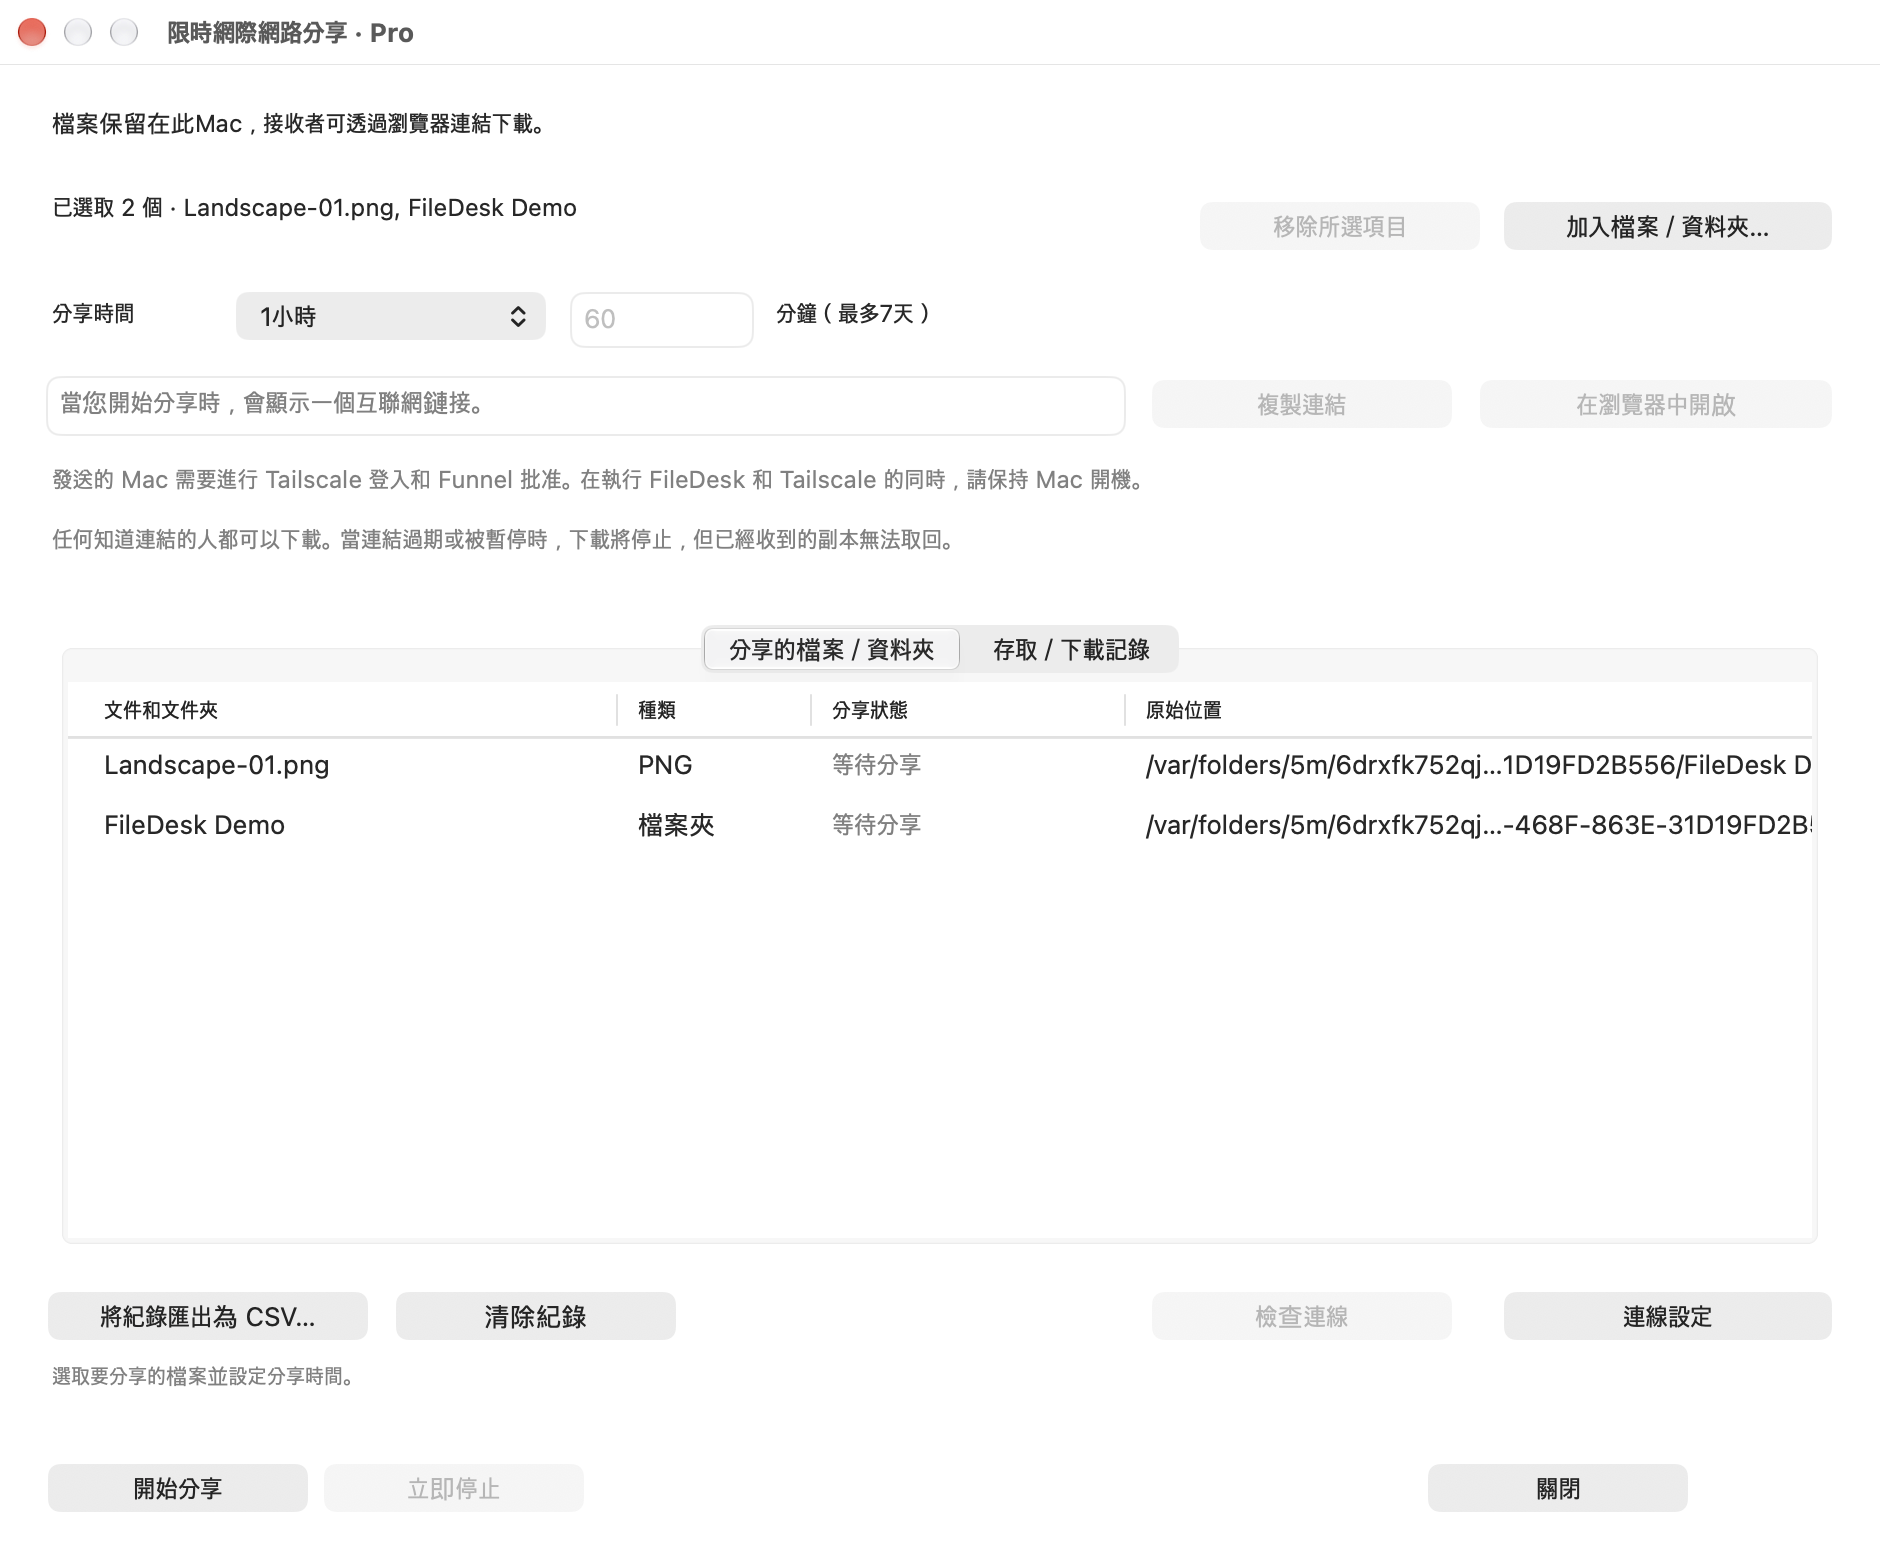 限時網際網路分享 · Pro
檔案保留在此Mac，接收者可透過瀏覽器連結下載。
已選取 2 個 · Landscape-01.png, FileDesk Demo
移除所選項目
加入檔案 / 資料夾...
分享時間
1小時
60
分鐘（最多7天）
當您開始分享時，會顯示一個互聯網鏈接。
複製連結
在瀏覽器中開啟
發送的 Mac 需要進行 Tailscale 登入和 Funnel 批准。在執行 FileDesk 和 Tailscale 的同時，請保持 Mac 開機。
任何知道連結的人都可以下載。當連結過期或被暫停時，下載將停止，但已經收到的副本無法取回。
分享的檔案 / 資料夾
存取 / 下載記錄
文件和文件夾 種類 分享狀態 原始位置
Landscape-01.png PNG 等待分享 /var/folders/5m/6drxfk752qj...1D19FD2B556/FileDesk D
FileDesk Demo 檔案夾 等待分享 /var/folders/5m/6drxfk752qj...-468F-863E-31D19FD2B
將紀錄匯出為 CSV...
清除紀錄
檢查連線
連線設定
選取要分享的檔案並設定分享時間。
開始分享
立即停止
關閉